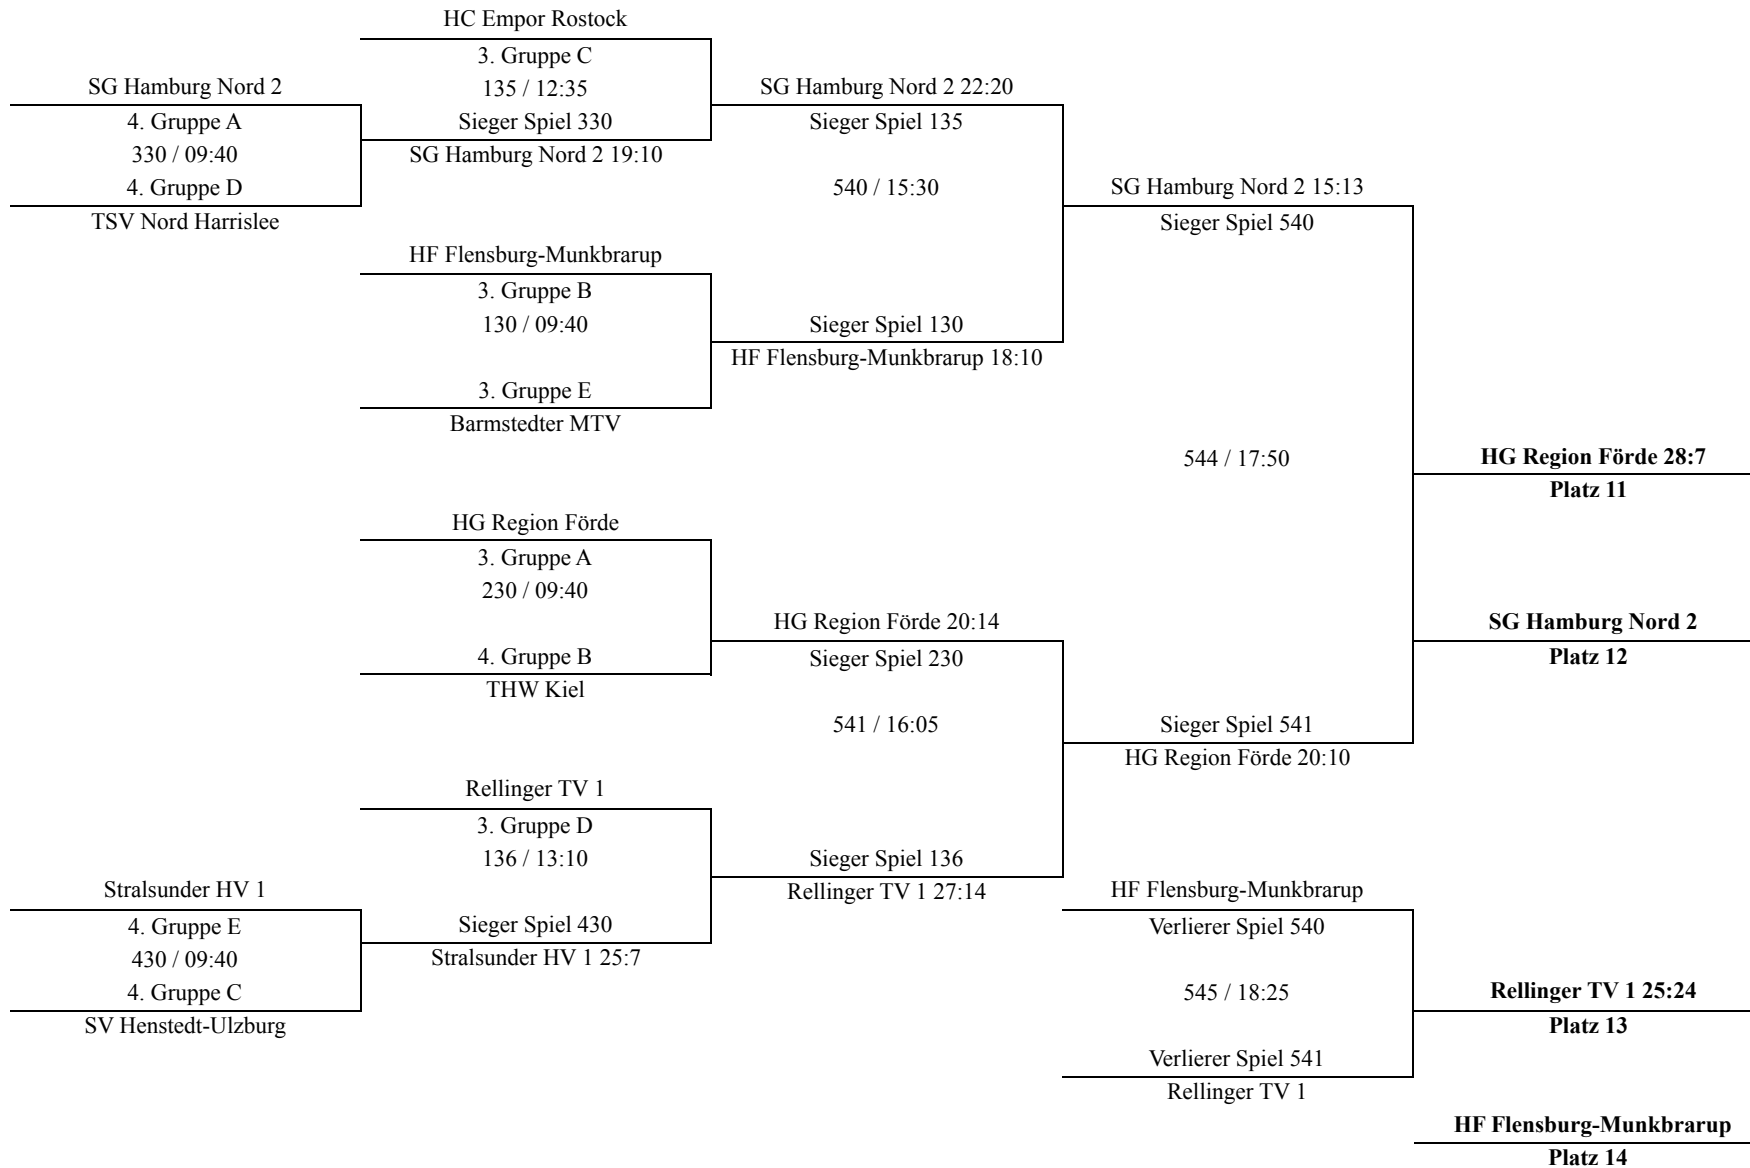 HC Empor Rostock
3. Gruppe C
135 / 12:35
Sieger Spiel 330
SG Hamburg Nord 2 19:10
SG Hamburg Nord 2
4. Gruppe A
330 / 09:40
4. Gruppe D
TSV Nord Harrislee
SG Hamburg Nord 2 22:20
Sieger Spiel 135
540 / 15:30
SG Hamburg Nord 2 15:13
Sieger Spiel 540
HF Flensburg-Munkbrarup
3. Gruppe B
130 / 09:40
3. Gruppe E
Barmstedter MTV
Sieger Spiel 130
HF Flensburg-Munkbrarup 18:10
544 / 17:50
HG Region Förde 28:7
Platz 11
HG Region Förde
3. Gruppe A
230 / 09:40
4. Gruppe B
THW Kiel
HG Region Förde 20:14
Sieger Spiel 230
541 / 16:05
SG Hamburg Nord 2
Platz 12
Sieger Spiel 541
HG Region Förde 20:10
Rellinger TV 1
3. Gruppe D
136 / 13:10
Sieger Spiel 430
Stralsunder HV 1 25:7
Sieger Spiel 136
Rellinger TV 1 27:14
Stralsunder HV 1
4. Gruppe E
430 / 09:40
4. Gruppe C
SV Henstedt-Ulzburg
HF Flensburg-Munkbrarup
Verlierer Spiel 540
545 / 18:25
Verlierer Spiel 541
Rellinger TV 1
Rellinger TV 1 25:24
Platz 13
HF Flensburg-Munkbrarup
Platz 14